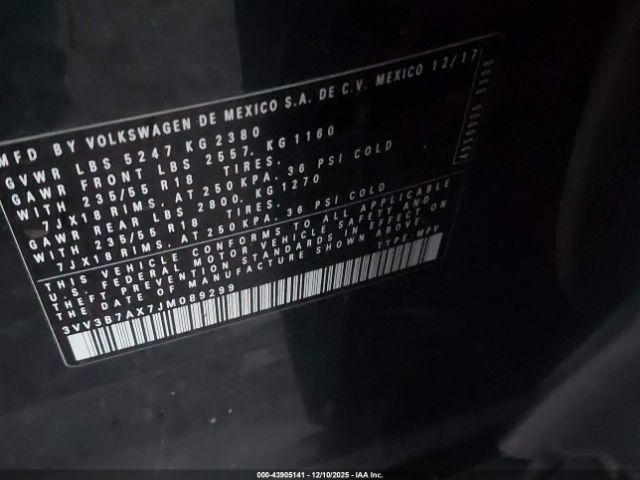 MFD BY VOLKSWAGEN DE MEXICO S.A. DE C.V. MEXICO 12/17
GVWR LBS 5247 KG 2380
GAWR FRONT LBS 2557, KG 1160
WITH 235/55 R18 TIRES.
7JX18 RIMS, AT 250 KPA. 36 PSI COLD
GAWR REAR LBS 2800, KG 1270
WITH 235/55 R18 TIRES.
7JX18 RIMS, AT 250 KPA. 36 PSI COLD
THIS VEHICLE CONFORMS TO ALL APPLICABLE
U.S. FEDERAL MOTOR VEHICLE SAFETY AND
THEFT PREVENTION STANDARDS IN EFFECT ON
THE DATE OF MANUFACTURE SHOWN ABOVE.
3VV3B7AX7JM089299 TYPE: MPV
000-43905141 - 12/10/2025 - IAA Inc.